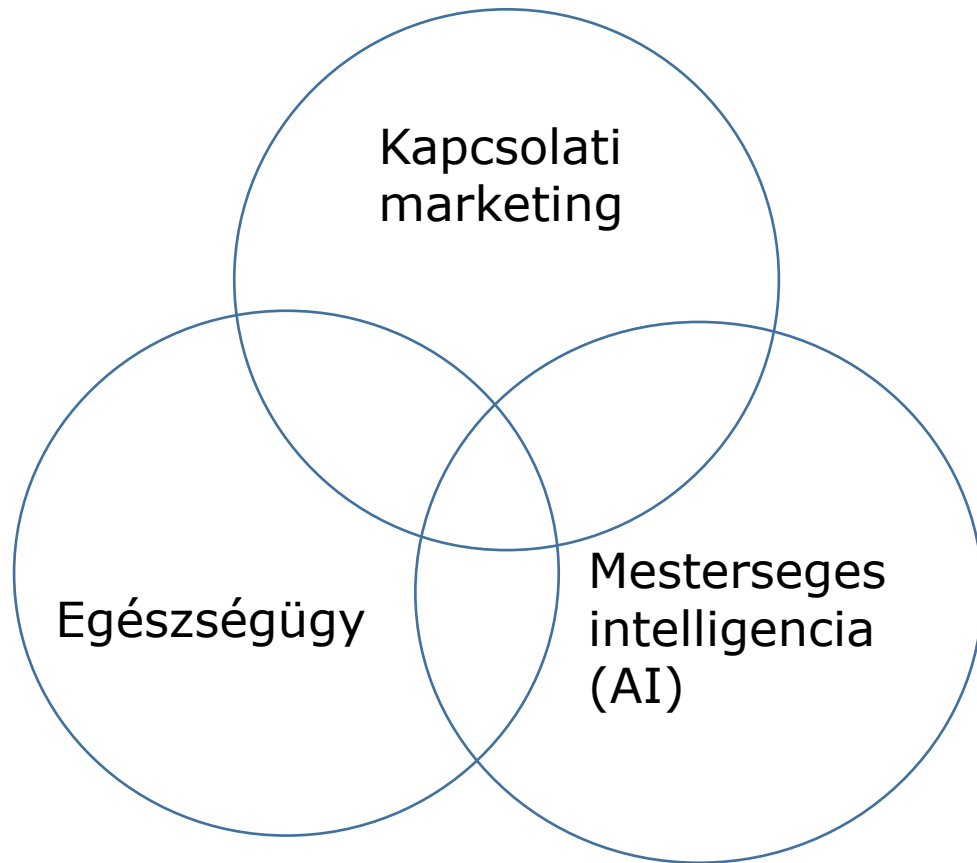 Kapcsolati
marketing
Egészségügy
Mesterseges
intelligencia
(AI)